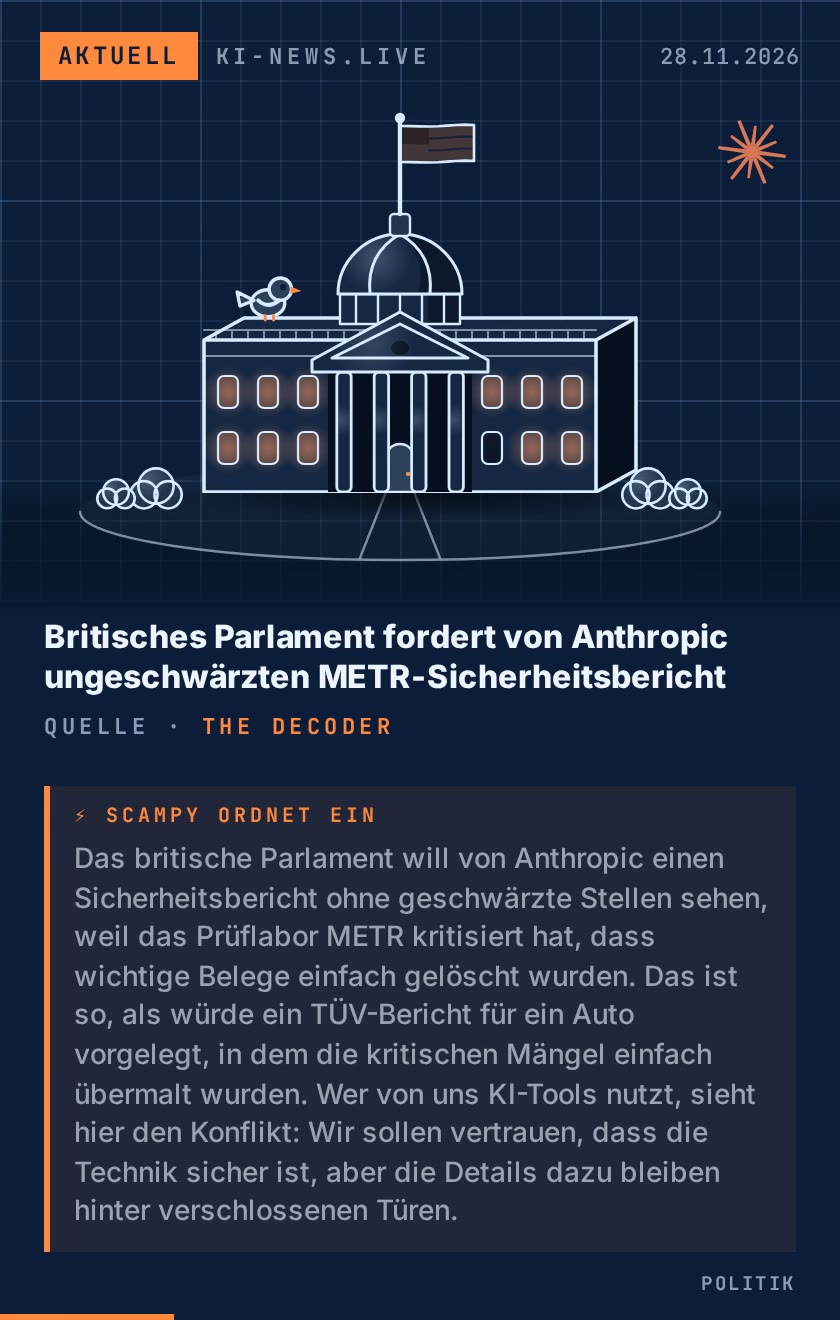 AKTUELL KI-NEWS.LIVE 28.11.2026
Britisches Parlament fordert von Anthropic
ungeschwärzten METR-Sicherheitsbericht
QUELLE · THE DECODER
⚡ SCAMPY ORDNET EIN
Das britische Parlament will von Anthropic einen
Sicherheitsbericht ohne geschwärzte Stellen sehen,
weil das Prüflabor METR kritisiert hat, dass
wichtige Belege einfach gelöscht wurden. Das ist
so, als würde ein TÜV-Bericht für ein Auto
vorgelegt, in dem die kritischen Mängel einfach
übermalt wurden. Wer von uns KI-Tools nutzt, sieht
hier den Konflikt: Wir sollen vertrauen, dass die
Technik sicher ist, aber die Details dazu bleiben
hinter verschlossenen Türen.
POLITIK